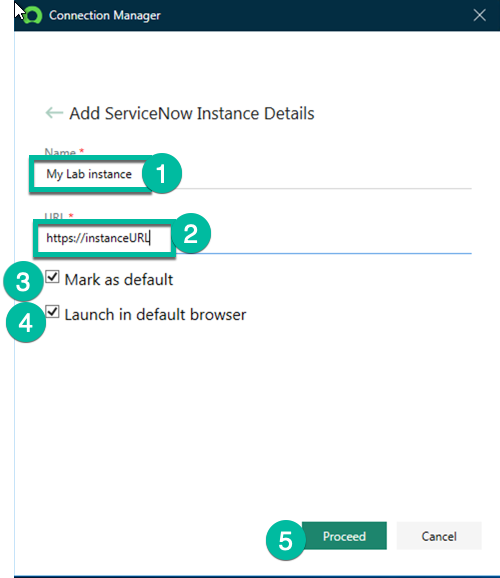 Connection Manager
Add ServiceNow Instance Details
Name *
My Lab instance
1
URL *
https://instanceURL
2
3
Mark as default
4
Launch in default browser
5
Proceed
Cancel